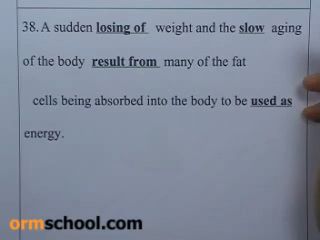 38. A sudden losing of weight and the slow aging
of the body result from many of the fat
cells being absorbed into the body to be used as
energy.
ormschool.com